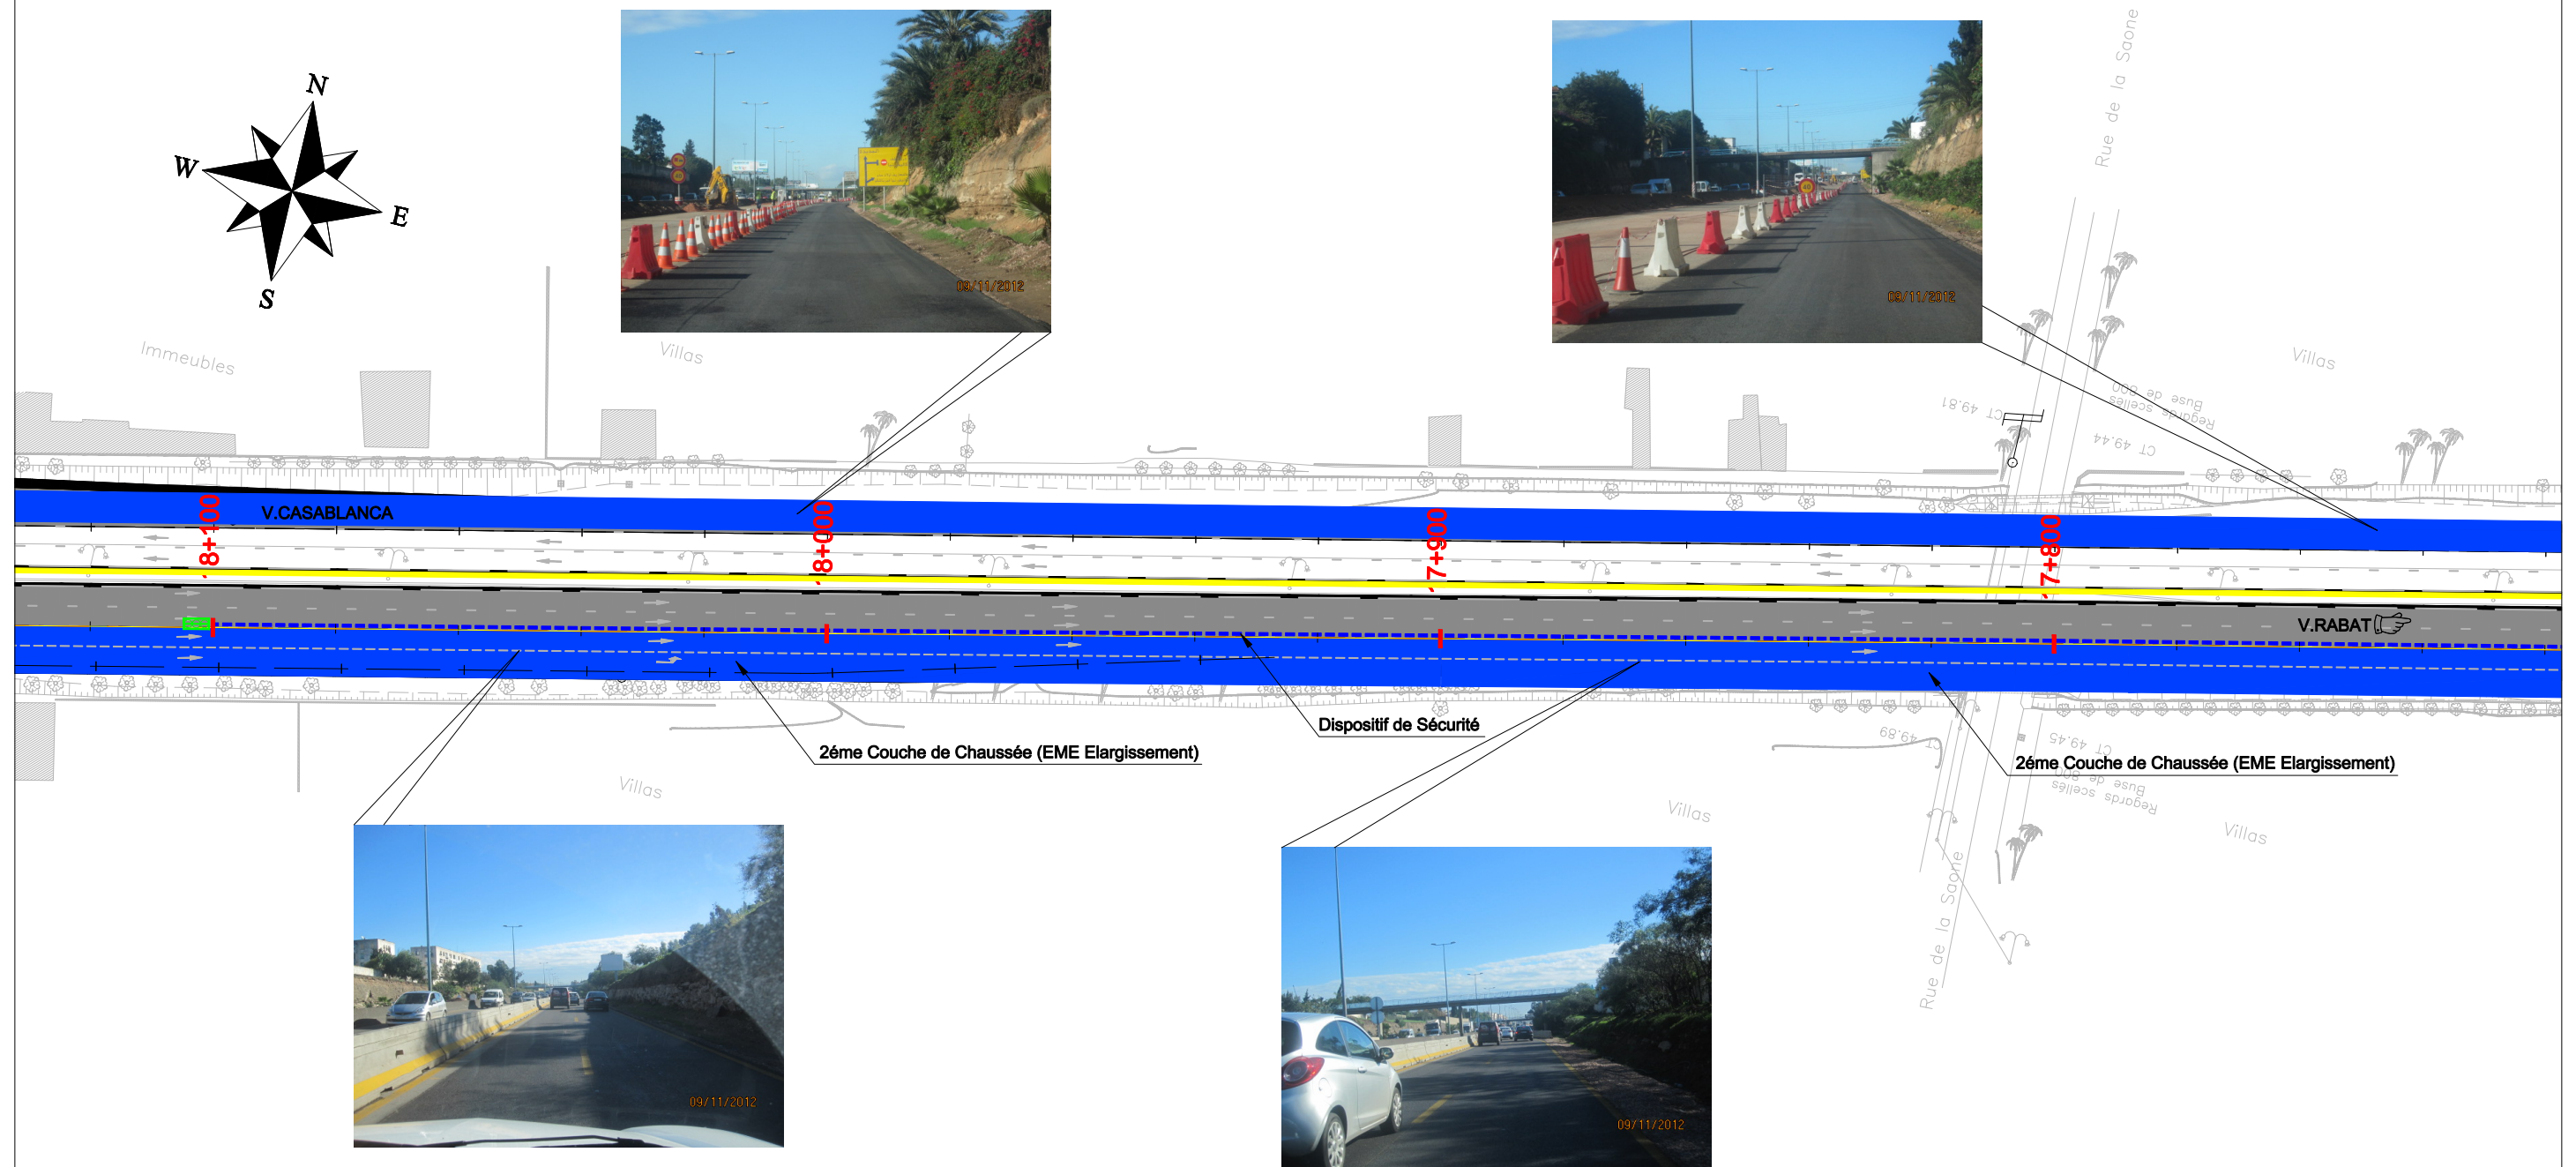 N
W
E
S
09/11/2012
09/11/2012
Rue de la Saone
Immeubles
Villas
Villas
CT 49.81
Regards scellés
Buse de 800
CT 49.44
V.CASABLANCA
8+100
8+000
7+900
7+800
V.RABAT
Dispositif de Sécurité
2éme Couche de Chaussée (EME Elargissement)
2éme Couche de Chaussée (EME Elargissement)
CT 49.89
CT 49.45
Regards scellés
Buse de 800
Villas
Villas
Villas
Rue de la Saone
09/11/2012
09/11/2012